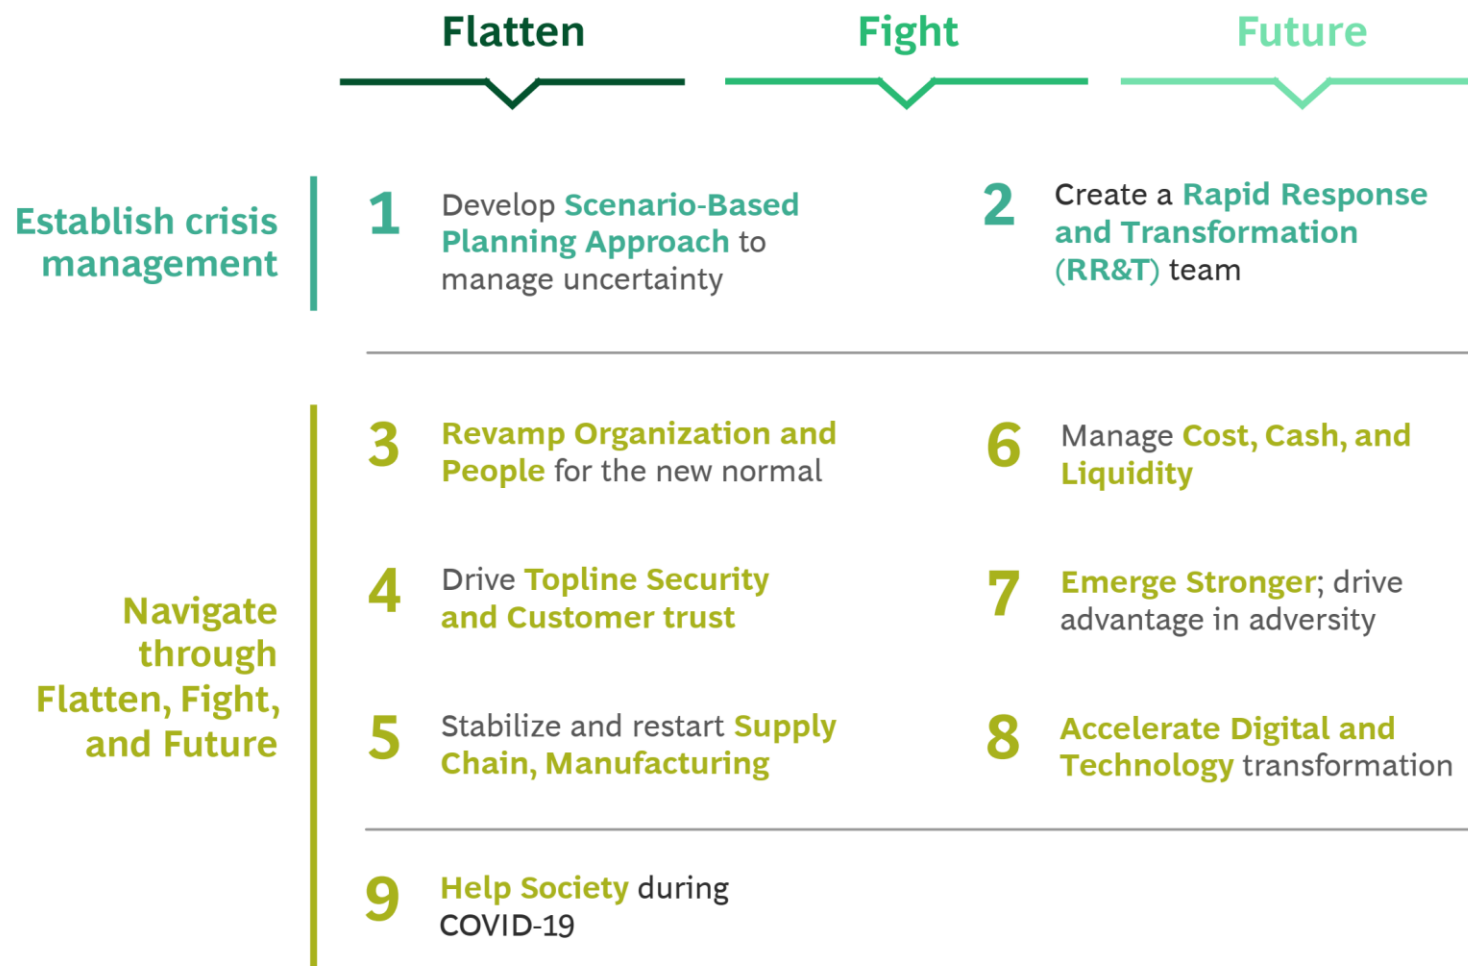 Flatten
Fight
Future
Establish crisis
management
1
Develop Scenario-Based
Planning Approach to
manage uncertainty
2
Create a Rapid Response
and Transformation
(RR&T) team
Navigate
through
Flatten, Fight,
and Future
3
Revamp Organization and
People for the new normal
6
Manage Cost, Cash, and
Liquidity
4
Drive Topline Security
and Customer trust
7
Emerge Stronger; drive
advantage in adversity
5
Stabilize and restart Supply
Chain, Manufacturing
8
Accelerate Digital and
Technology transformation
9
Help Society during
COVID-19